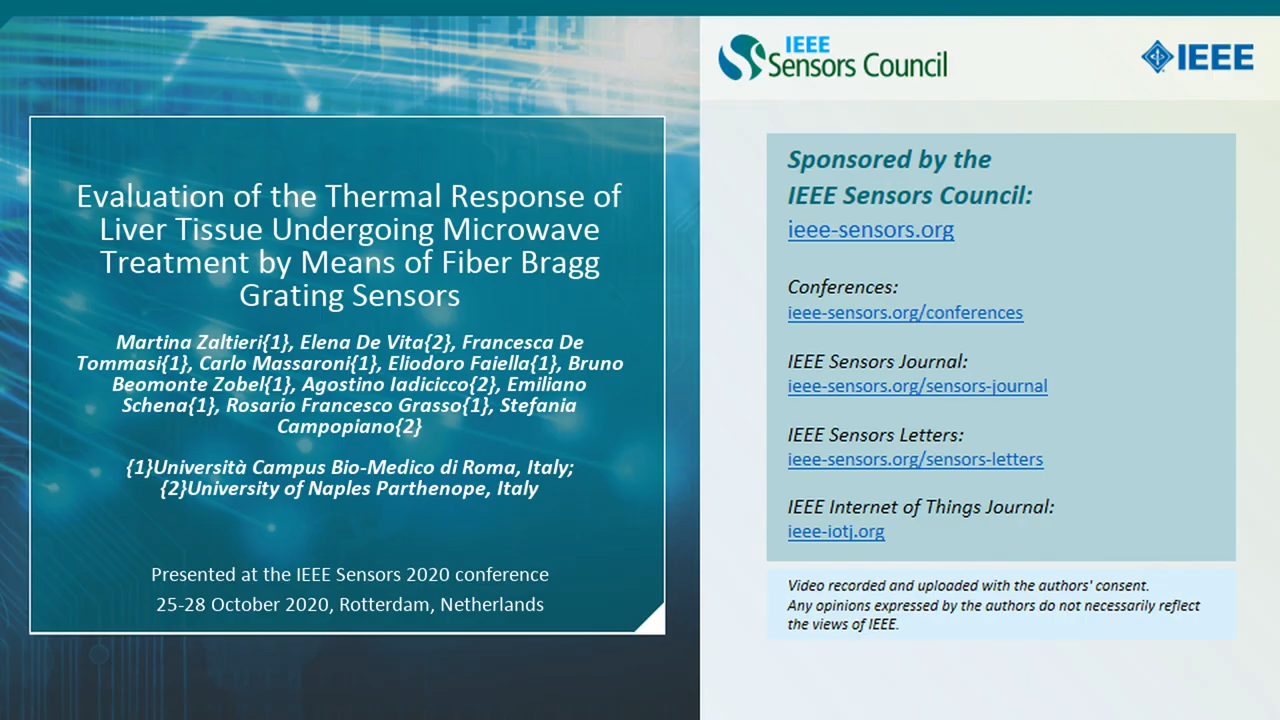 Evaluation of the Thermal Response of
Liver Tissue Undergoing Microwave
Treatment by Means of Fiber Bragg
Grating Sensors
Martina Zaltieri{1}, Elena De Vita{2}, Francesca De
Tommasi{1}, Carlo Massaroni{1}, Eliodoro Faiella{1}, Bruno
Beomonte Zobel{1}, Agostino Iadicicco{2}, Emiliano
Schena{1}, Rosario Francesco Grasso{1}, Stefania
Campopiano{2}
{1}Università Campus Bio-Medico di Roma, Italy;
{2}University of Naples Parthenope, Italy
Presented at the IEEE Sensors 2020 conference
25-28 October 2020, Rotterdam, Netherlands
IEEE
Sensors Council
IEEE
Sponsored by the
IEEE Sensors Council:
ieee-sensors.org
Conferences:
ieee-sensors.org/conferences
IEEE Sensors Journal:
ieee-sensors.org/sensors-journal
IEEE Sensors Letters:
ieee-sensors.org/sensors-letters
IEEE Internet of Things Journal:
ieee-iotj.org
Video recorded and uploaded with the authors' consent.
Any opinions expressed by the authors do not necessarily reflect
the views of IEEE.